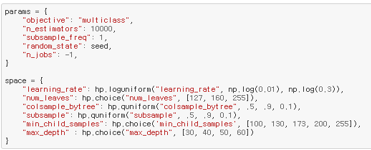 params = {
"objective": "multiclass",
"n_estimators": 10000,
"subsample_freq": 1,
"random_state": seed,
"n_jobs": -1,
}
space = {
"learning_rate": hp.loguniform("learning_rate", np.log(0.01), np.log(0.3)),
"num_leaves": hp.choice("num_leaves", [127, 160, 255]),
"colsample_bytree": hp.quniform("colsample_bytree", .5, .9, 0.1),
"subsample": hp.quniform("subsample", .5, .9, 0.1),
"min_child_samples": hp.choice('min_child_samples', [100, 130, 173, 200, 255]),
"max_depth" : hp.choice("max_depth", [30, 40, 50, 60])
}